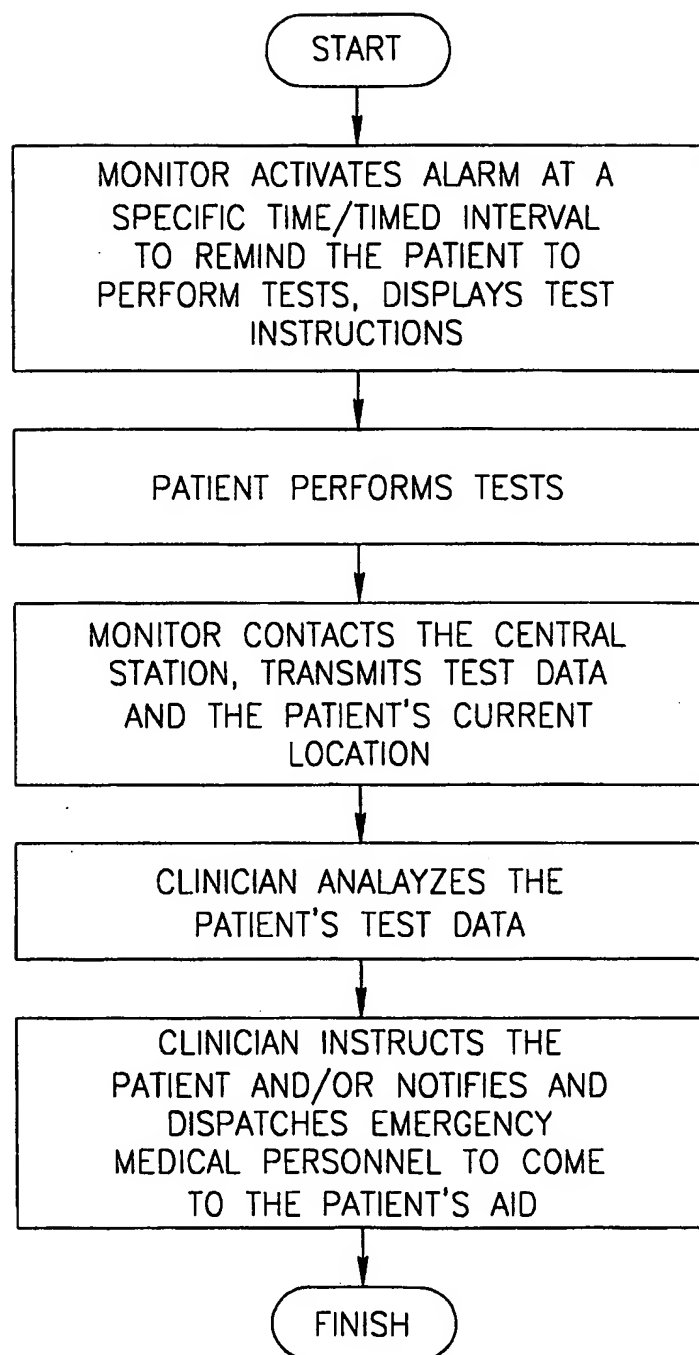 START
MONITOR ACTIVATES ALARM AT A
SPECIFIC TIME/TIMED INTERVAL
TO REMIND THE PATIENT TO
PERFORM TESTS, DISPLAYS TEST
INSTRUCTIONS
PATIENT PERFORMS TESTS
MONITOR CONTACTS THE CENTRAL
STATION, TRANSMITS TEST DATA
AND THE PATIENT'S CURRENT
LOCATION
CLINICIAN ANALAYZES THE
PATIENT'S TEST DATA
CLINICIAN INSTRUCTS THE
PATIENT AND/OR NOTIFIES AND
DISPATCHES EMERGENCY
MEDICAL PERSONNEL TO COME
TO THE PATIENT'S AID
FINISH